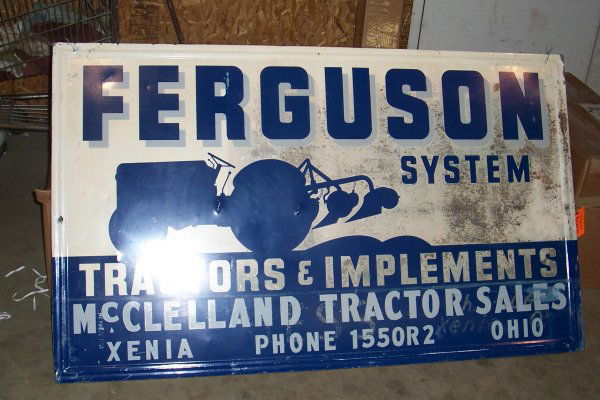 FERGUSON
SYSTEM
TRACTORS & IMPLEMENTS
McCLELLAND TRACTOR SALES
XENIA PHONE 1550R2 OHIO